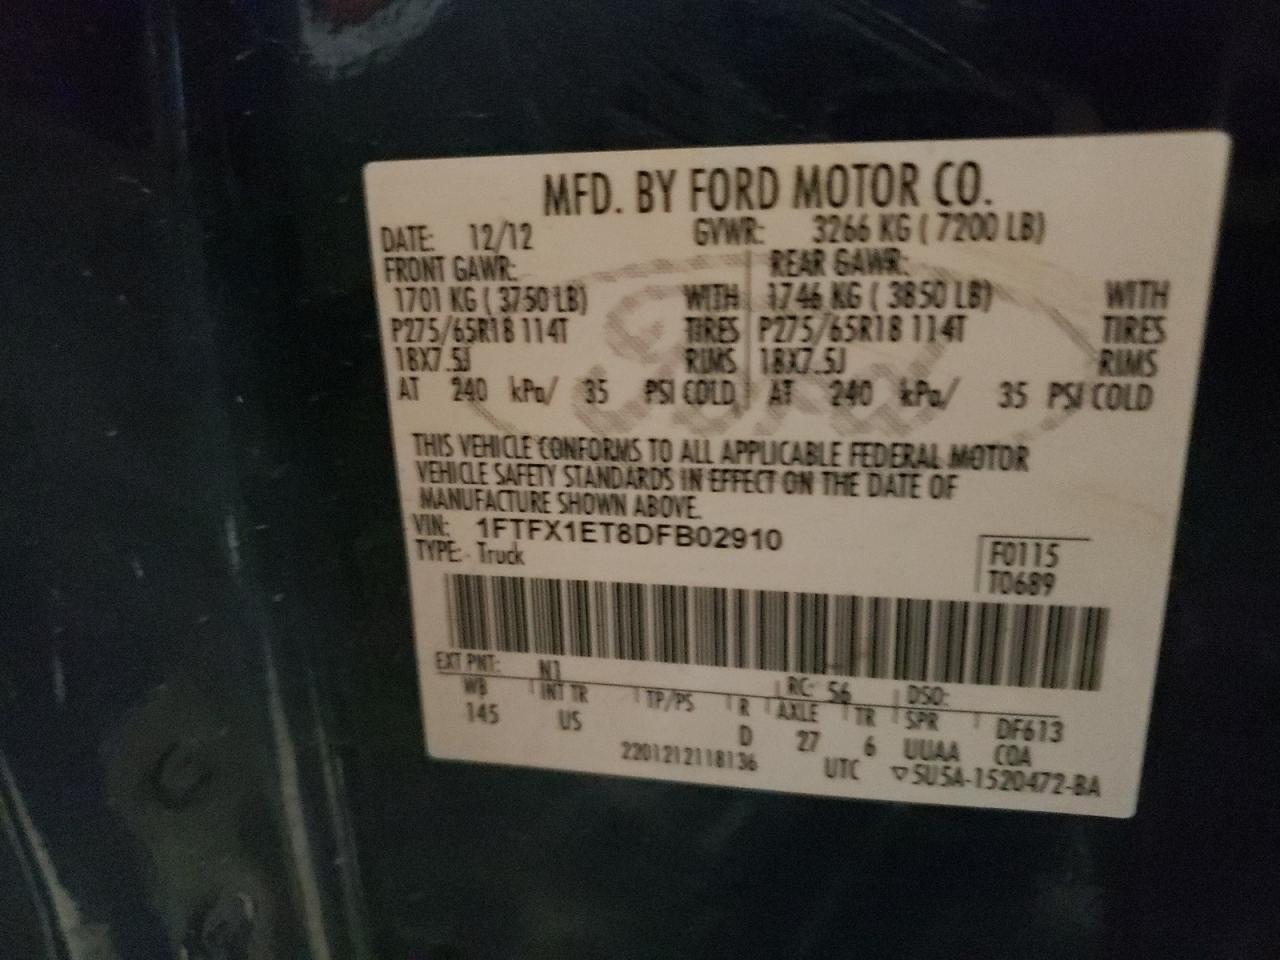 MFD. BY FORD MOTOR CO.
DATE: 12/12 GVWR: 3266 KG ( 7200 LB)
FRONT GAWR: REAR GAWR:
1701 KG ( 3750 LB) WITH 1746 KG ( 3850 LB) WITH
P275/65R18 114T TIRES P275/65R18 114T TIRES
18X7.5J RIMS 18X7.5J RIMS
AT 240 kPa/ 35 PSI COLD AT 240 kPa/ 35 PSI COLD
THIS VEHICLE CONFORMS TO ALL APPLICABLE FEDERAL MOTOR
VEHICLE SAFETY STANDARDS IN EFFECT ON THE DATE OF
MANUFACTURE SHOWN ABOVE.
VIN: 1FTFX1ET8DFB02910
TYPE: Truck
F0115
T0689
EXT PNT: N1 RC: 56 DSO:
WB INT TR TP/PS R AXLE TR SPR DF613
145 US D 27 6 UUAA COA
2201212118136 UTC ▽5U5A-1520472-BA